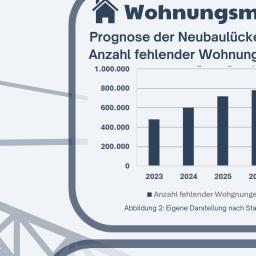 Wohnungsm
Prognose der Neubaulücke
Anzahl fehlender Wohnung
1.000.000
800.000
600.000
400.000
200.000
0
2023 2024 2025 20
Anzahl fehlender Wohgnunge
Abbildung 2: Eigene Darstellung nach Sta